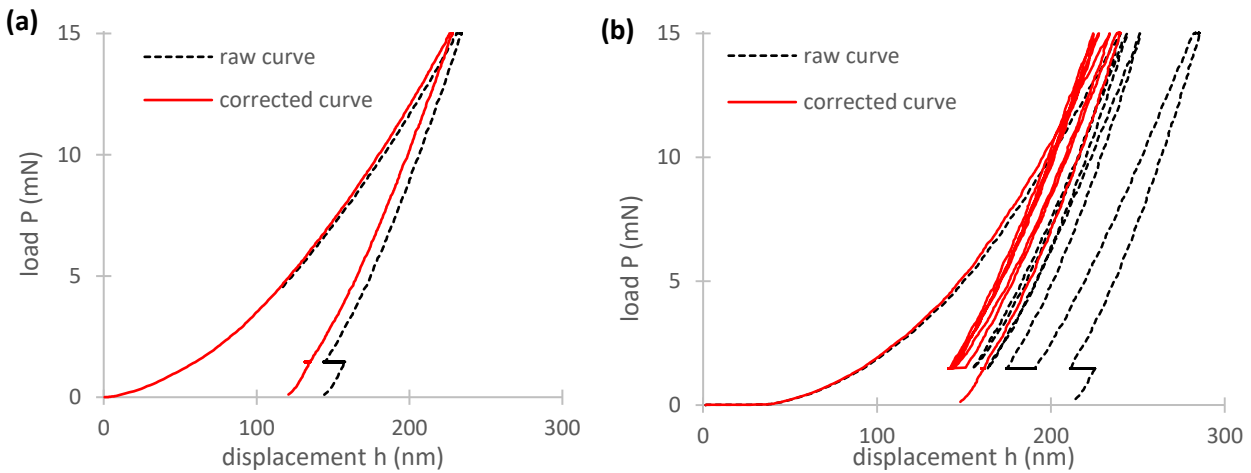 (a)
15
10
5
0
load P (mN)
raw curve
corrected curve
0 100 200 300
displacement h (nm)
(b)
15
10
5
0
load P (mN)
raw curve
corrected curve
0 100 200 300
displacement h (nm)